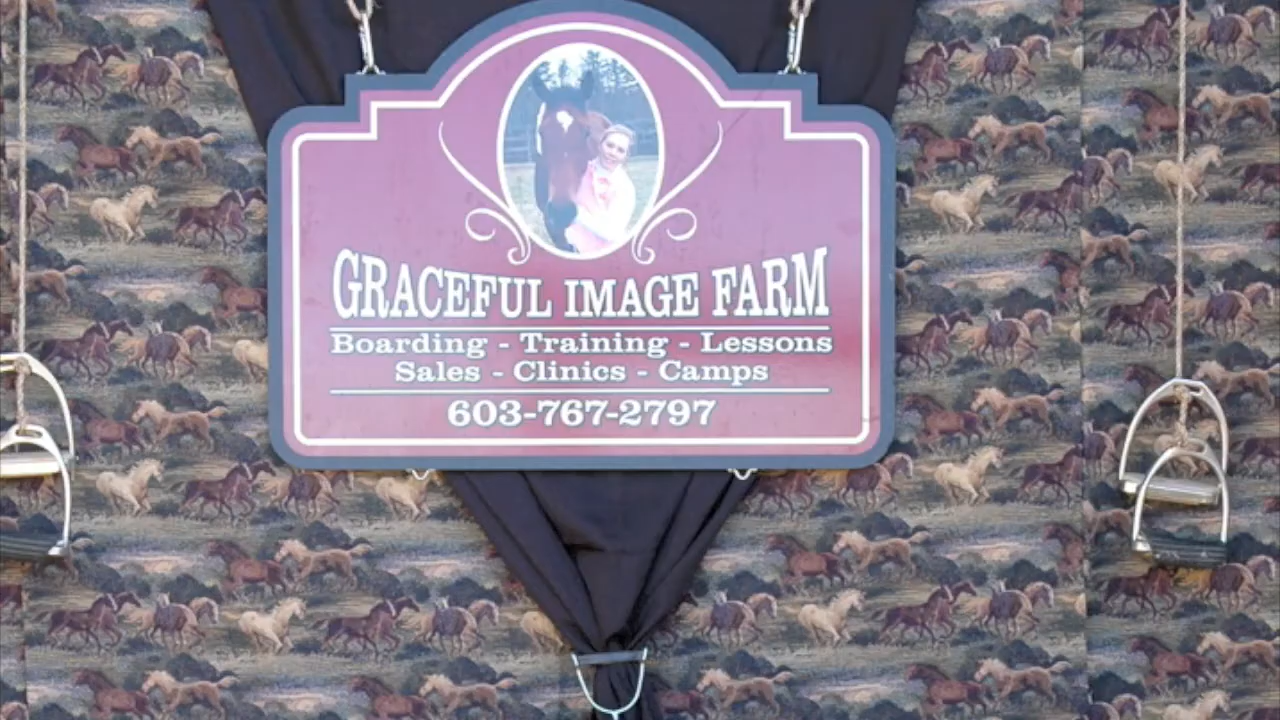 GRACEFUL IMAGE FARM
Boarding - Training - Lessons
Sales - Clinics - Camps
603-767-2797